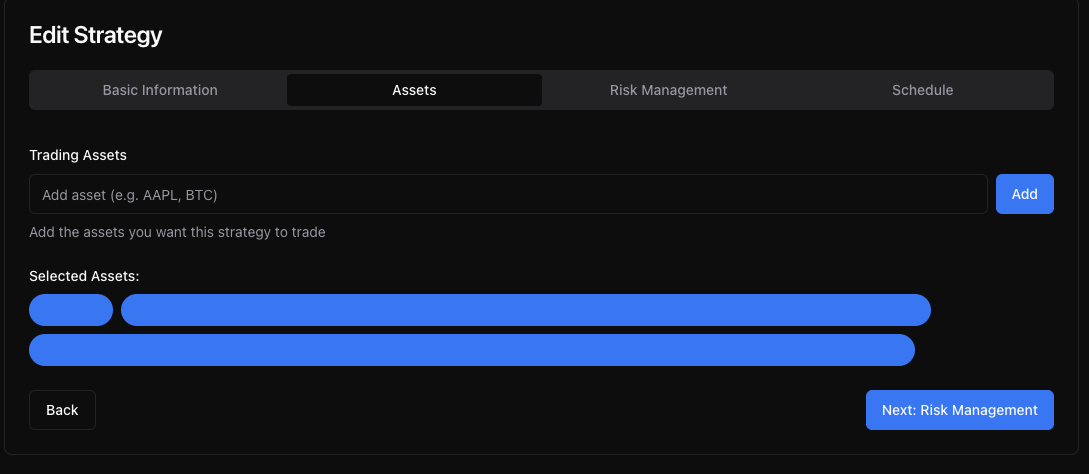 Edit Strategy
Basic Information
Assets
Risk Management
Schedule
Trading Assets
Add asset (e.g. AAPL, BTC)
Add
Add the assets you want this strategy to trade
Selected Assets:
Back
Next: Risk Management